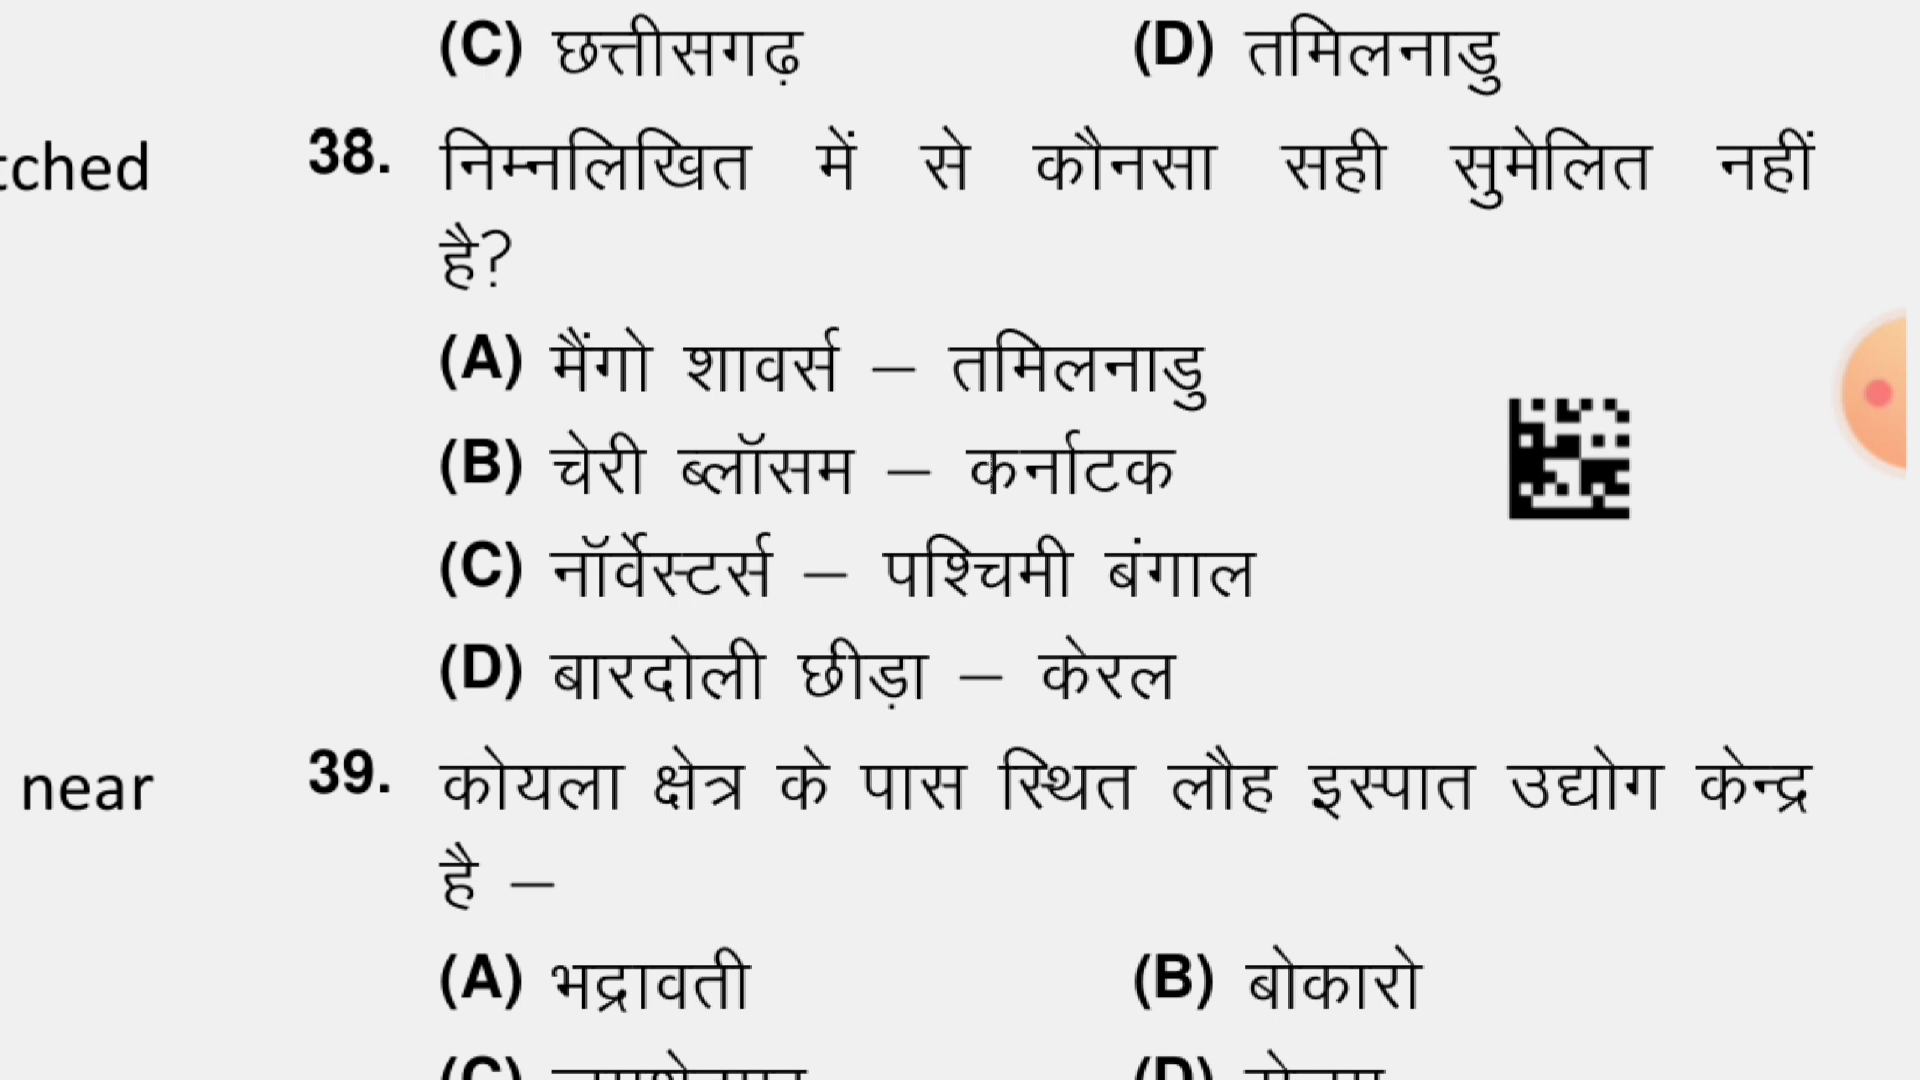 (C) छत्तीसगढ़ (D) तमिलनाडु
tched
38. निम्नलिखित में से कौनसा सही सुमेलित नहीं
है?
(A) मैंगो शावर्स – तमिलनाडु
(B) चेरी ब्लॉसम – कर्नाटक
(C) नॉर्वेस्टर्स – पश्चिमी बंगाल
(D) बारदोली छीड़ा – केरल
near
39. कोयला क्षेत्र के पास स्थित लौह इस्पात उद्योग केन्द्र
है –
(A) भद्रावती (B) बोकारो
(C) (D)